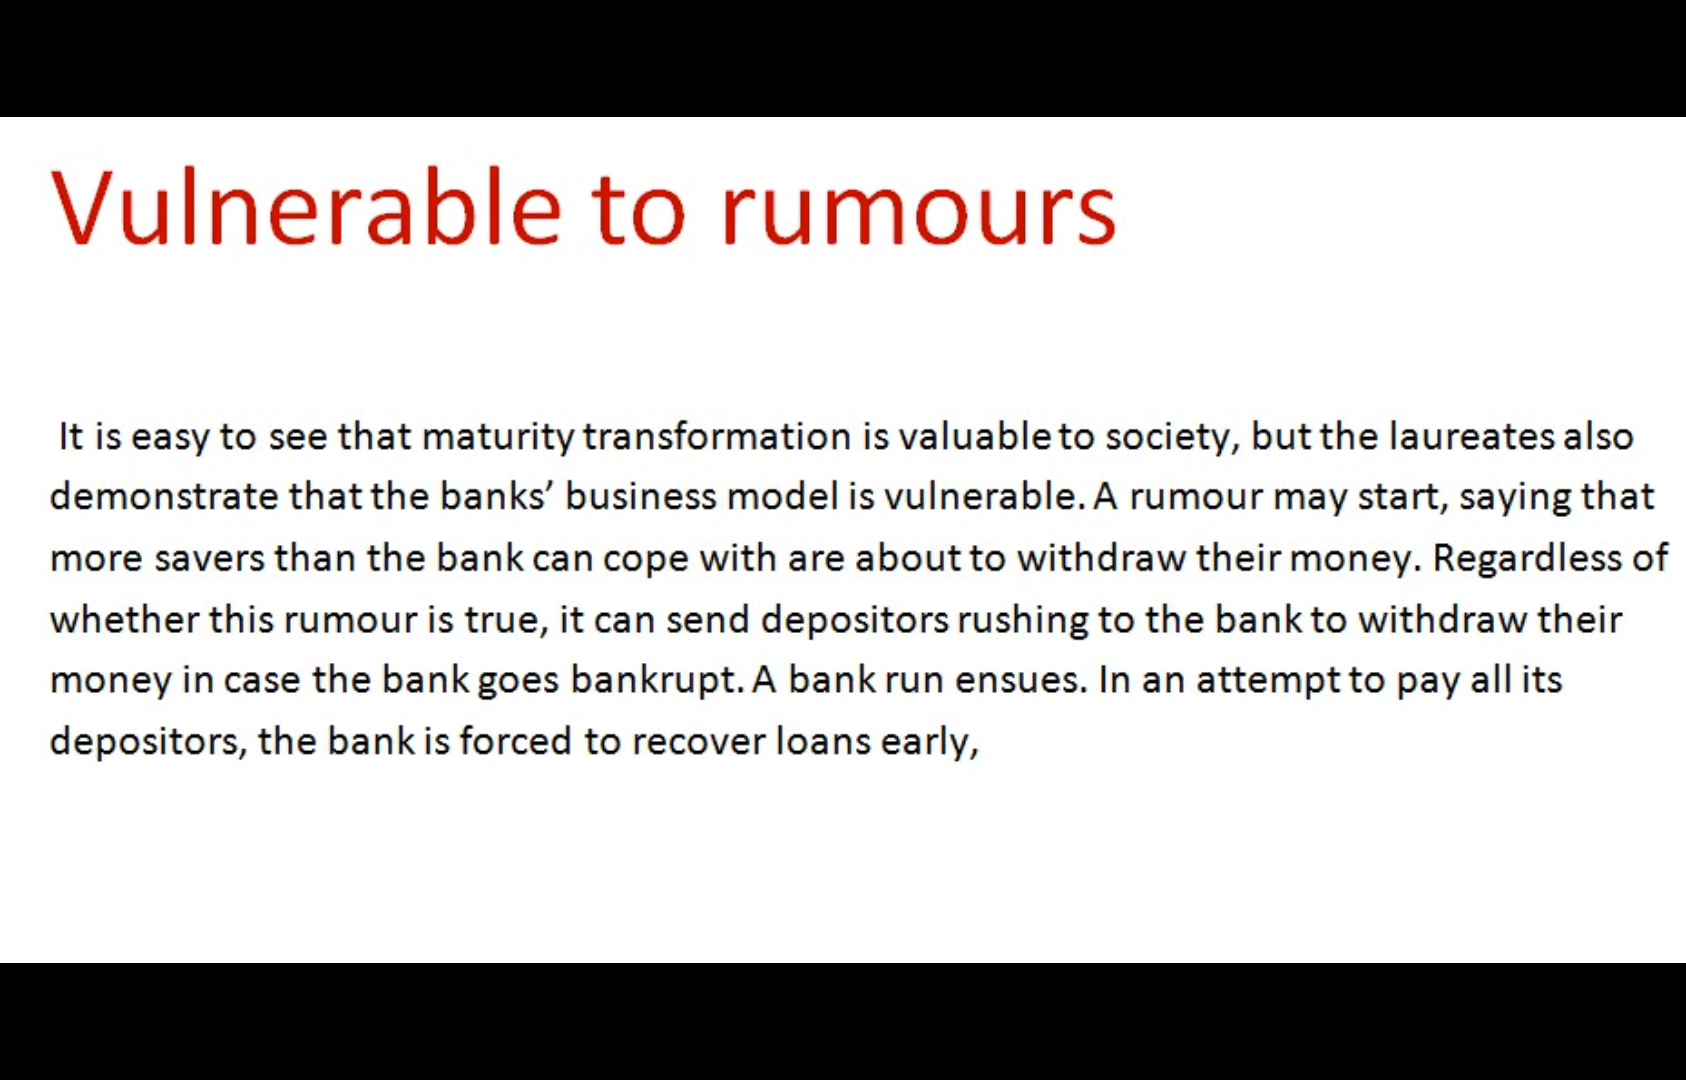 Vulnerable to rumours
It is easy to see that maturity transformation is valuable to society, but the laureates also
demonstrate that the banks’ business model is vulnerable. A rumour may start, saying that
more savers than the bank can cope with are about to withdraw their money. Regardless of
whether this rumour is true, it can send depositors rushing to the bank to withdraw their
money in case the bank goes bankrupt. A bank run ensues. In an attempt to pay all its
depositors, the bank is forced to recover loans early,